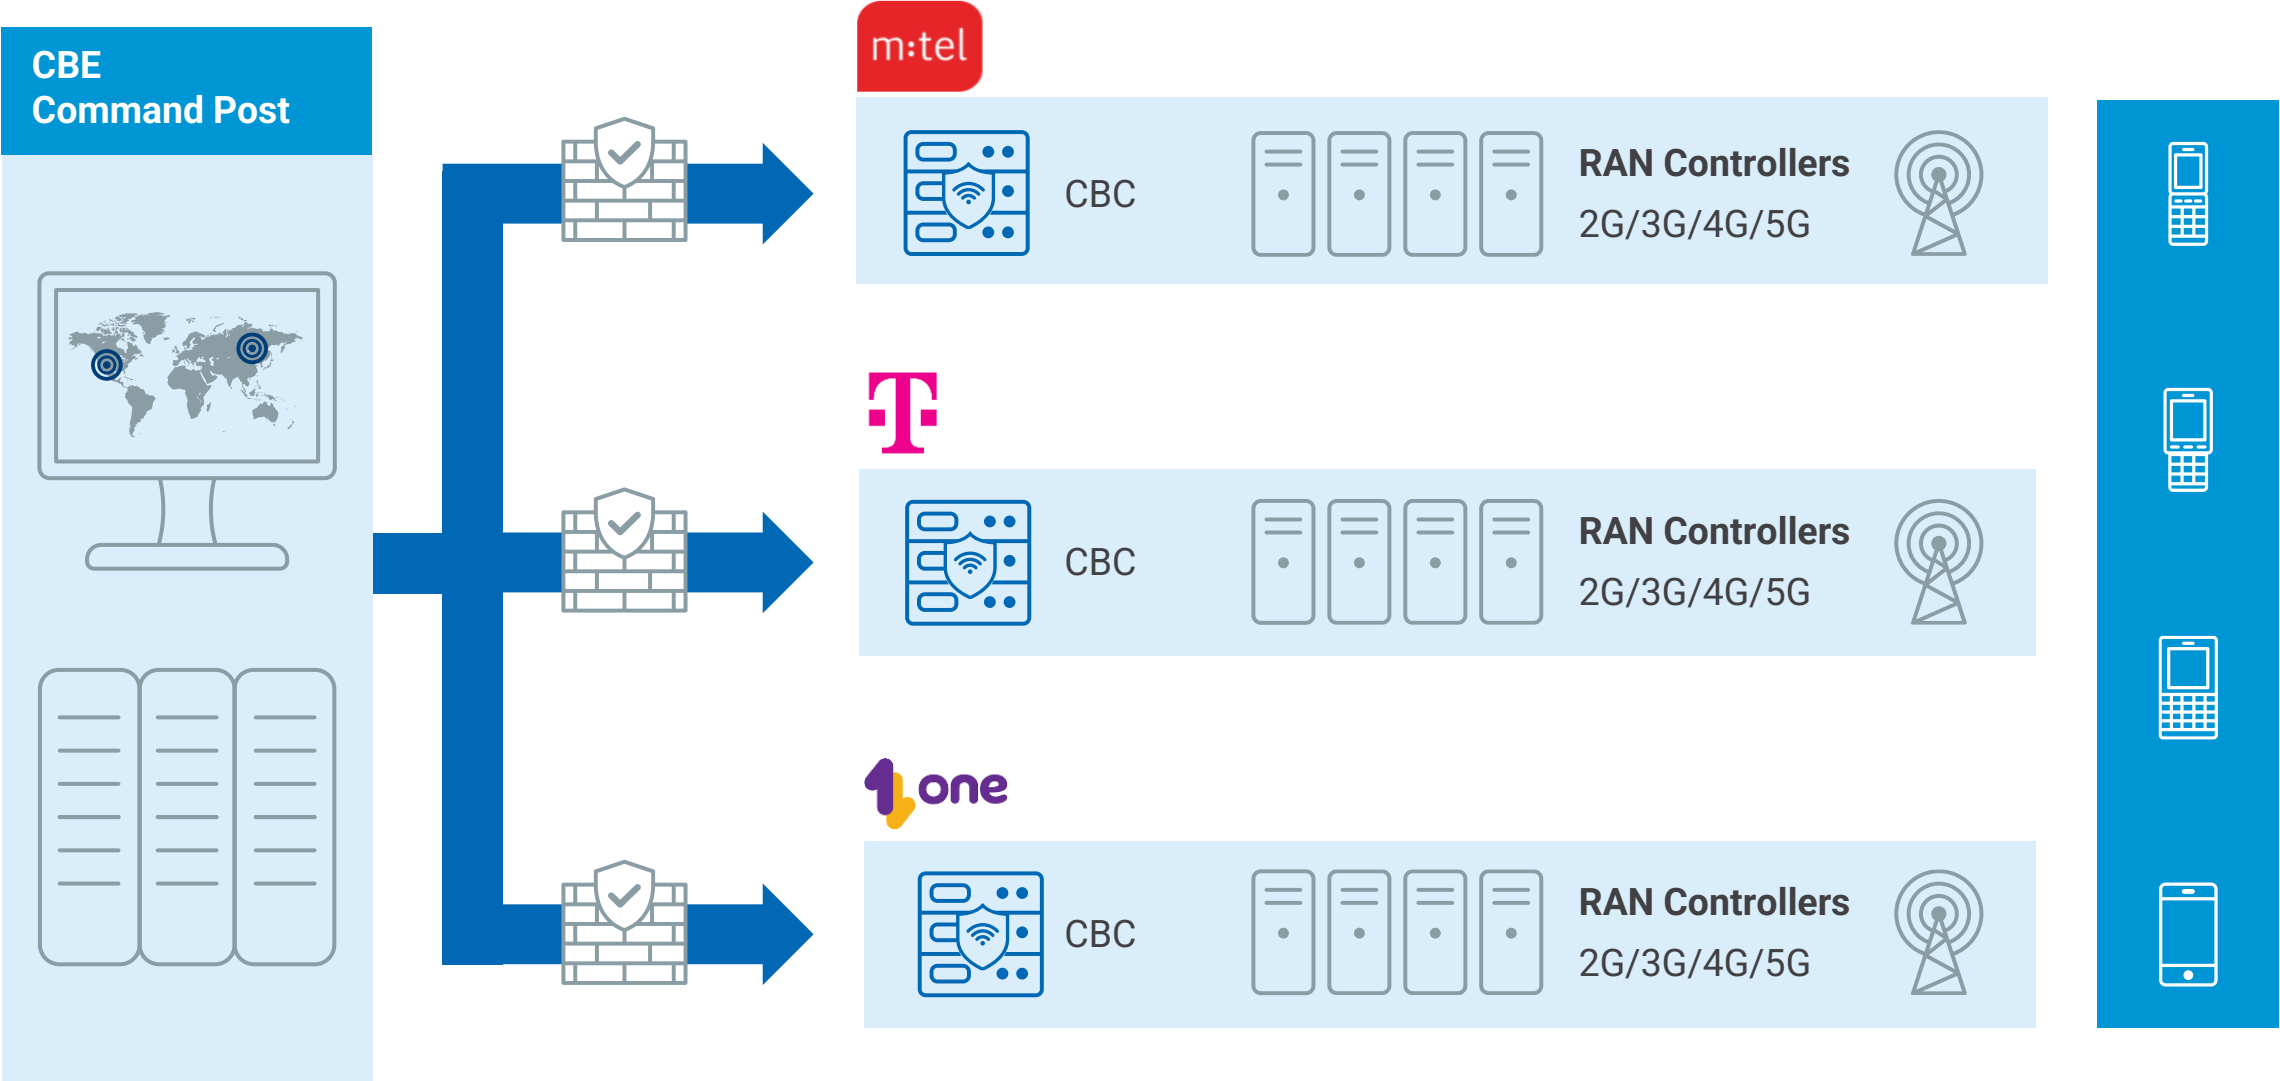 CBE
Command Post
m:tel
CBC
RAN Controllers
2G/3G/4G/5G
T
CBC
RAN Controllers
2G/3G/4G/5G
one
CBC
RAN Controllers
2G/3G/4G/5G